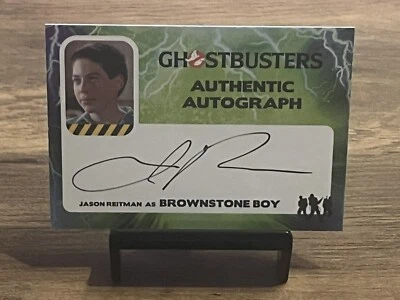 GHOSTBUSTERS
AUTHENTIC
AUTOGRAPH
JASON REITMAN AS BROWNSTONE BOY